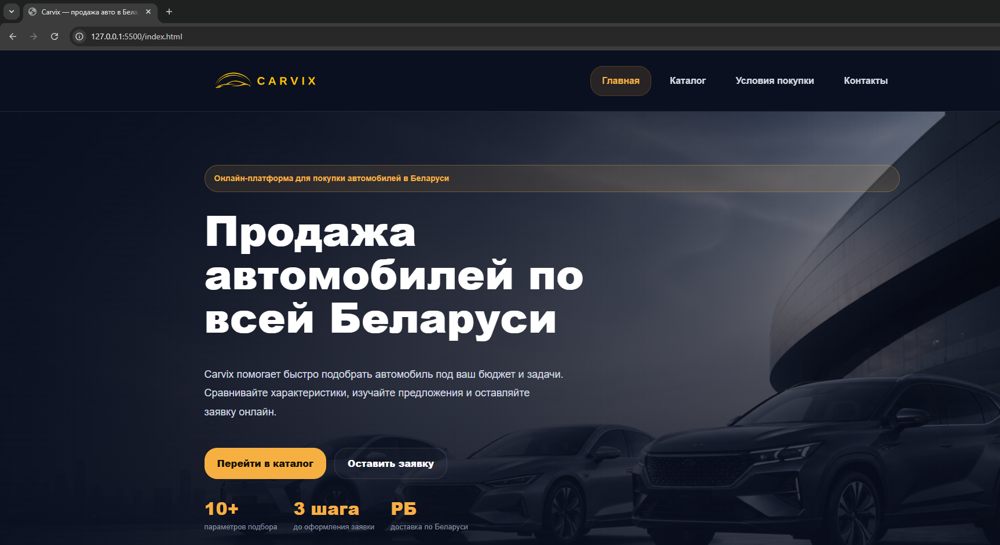 Carvix — продажа авто в Бела
127.0.0.1:5500/index.html
CARVIX
Главная
Каталог
Условия покупки
Контакты
Онлайн-платформа для покупки автомобилей в Беларуси
Продажа
автомобилей по
всей Беларуси
Carvix помогает быстро подобрать автомобиль под ваш бюджет и задачи.
Сравнивайте характеристики, изучайте предложения и оставляйте
заявку онлайн.
Перейти в каталог
Оставить заявку
10+
параметров подбора
3 шага
до оформления заявки
РБ
доставка по Беларуси